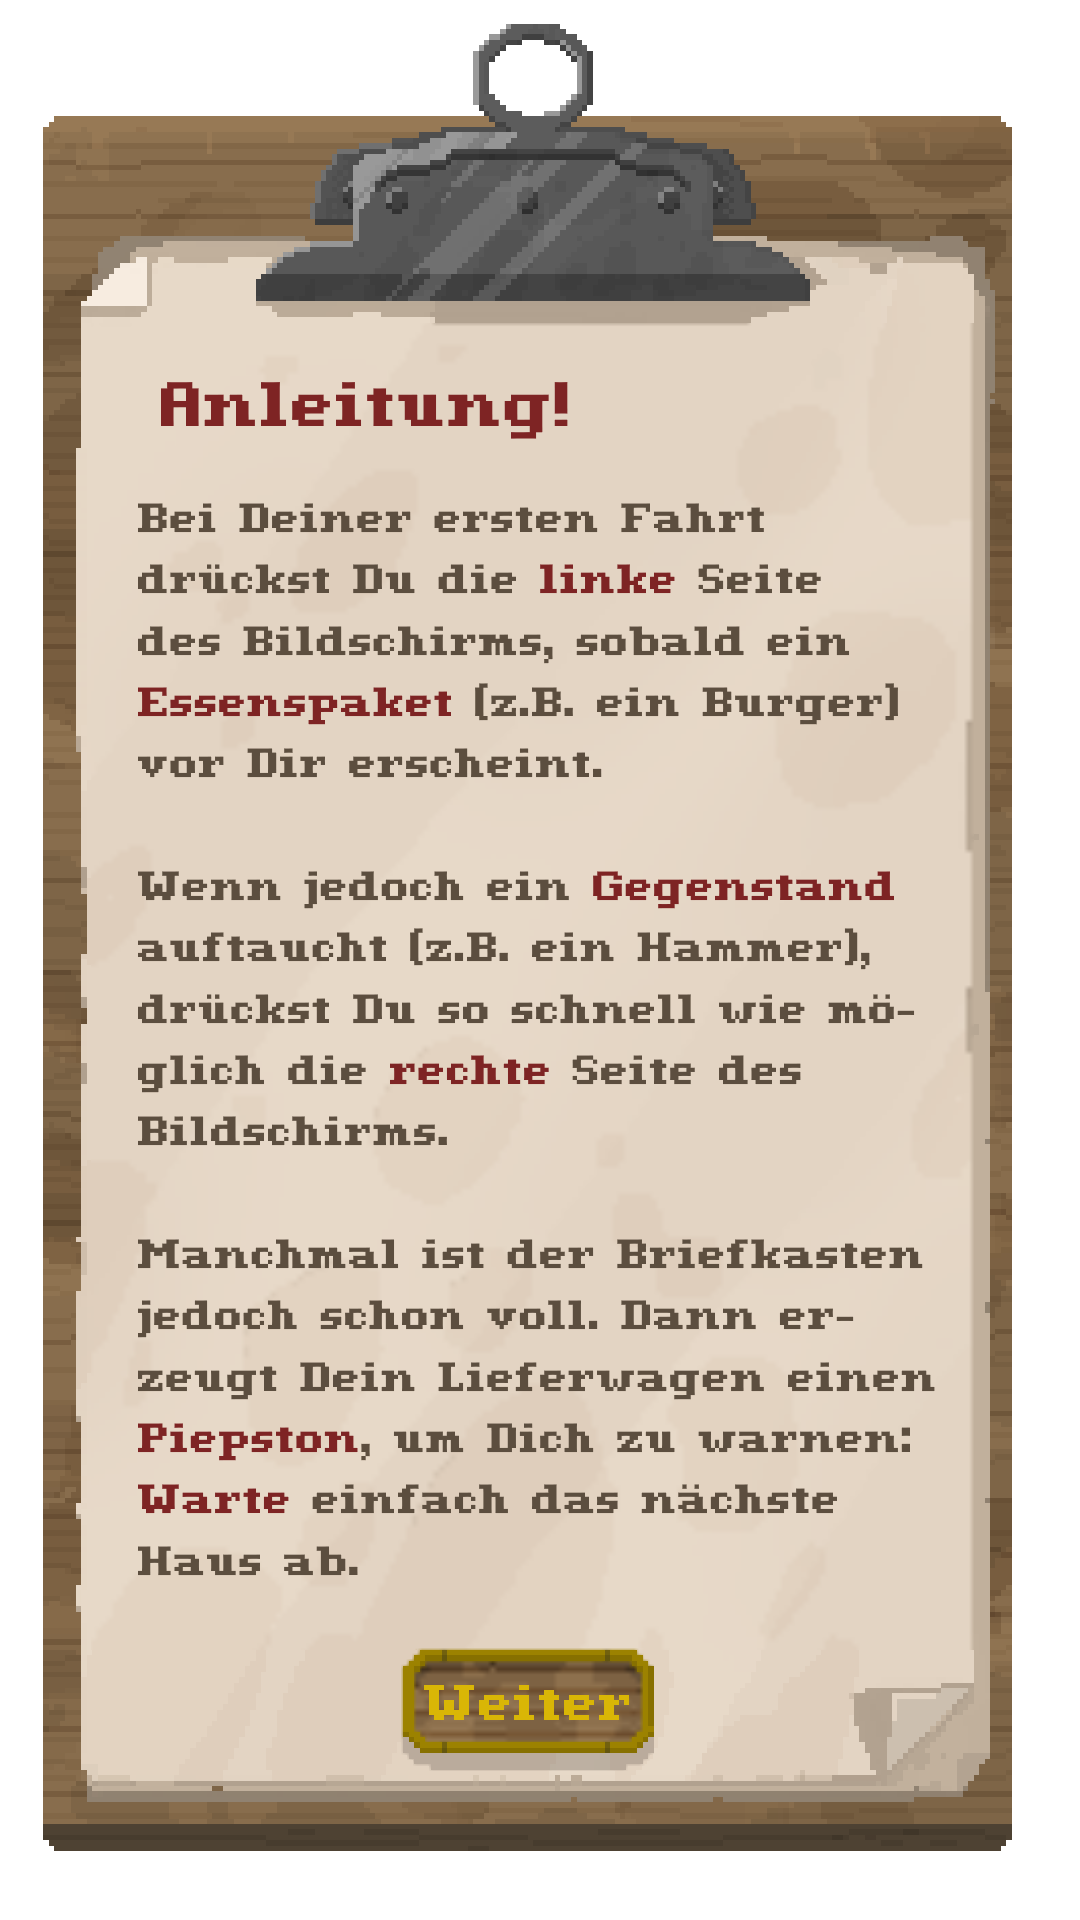 Anleitung!
Bei Deiner ersten Fahrt
drückst Du die linke Seite
des Bildschirms, sobald ein
Essenspaket (z.B. ein Burger)
vor Dir erscheint.
Wenn jedoch ein Gegenstand
auftaucht (z.B. ein Hammer),
drückst Du so schnell wie mö-
glich die rechte Seite des
Bildschirms.
Manchmal ist der Briefkasten
jedoch schon voll. Dann er-
zeugt Dein Lieferwagen einen
Piepston, um Dich zu warnen:
Warte einfach das nächste
Haus ab.
Weiter